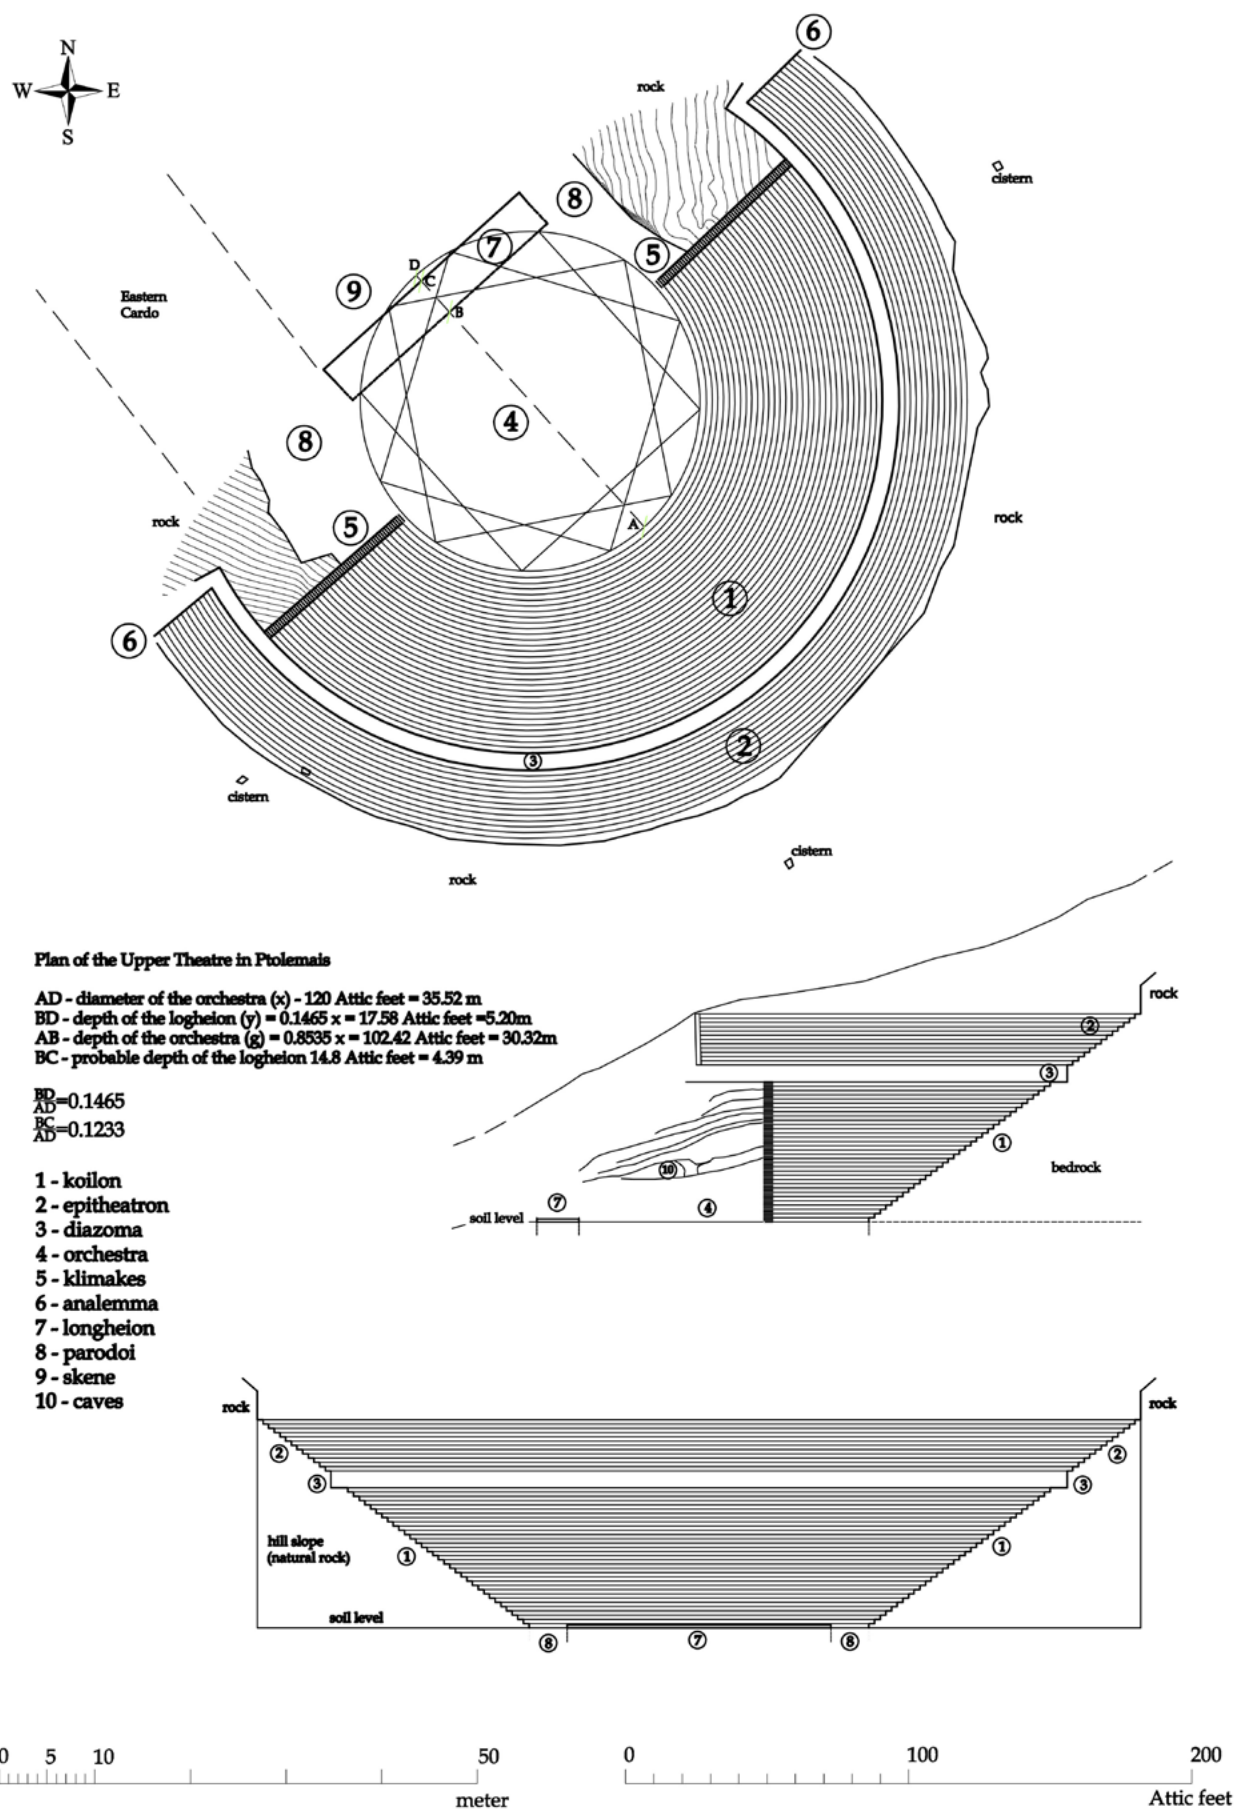 N
W E
S
6
rock
cistern
8
5
7
D
C
9
B
Eastern
Cardo
4
8
rock
5
A
rock
1
6
2
3
cistern
cistern
rock
Plan of the Upper Theatre in Ptolemais
AD - diameter of the orchestra (x) - 120 Attic feet = 35.52 m
BD - depth of the logheion (y) = 0.1465 x = 17.58 Attic feet =5.20m
AB - depth of the orchestra (g) = 0.8535 x = 102.42 Attic feet = 30.32m
BC - probable depth of the logheion 14.8 Attic feet = 4.39 m
BD
AD=0.1465
BC
AD=0.1233
1 - koilon
2 - epitheatron
3 - diazoma
4 - orchestra
5 - klimakes
6 - analemma
7 - longheion
8 - parodoi
9 - skene
10 - caves
rock
2
3
1
bedrock
10
7
4
soil level
rock
rock
2
2
3
3
hill slope
(natural rock)
1
1
soil level
8
7
8
0 5 10 50
meter
0 100 200
Attic feet